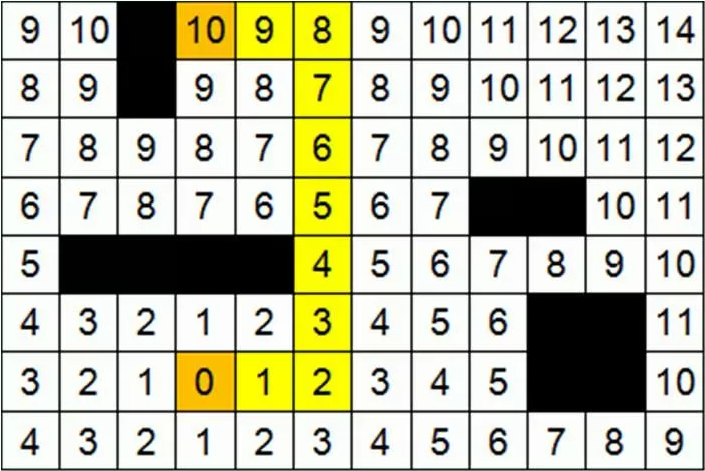 9 10 10 9 8 9 10 11 12 13 14
8 9 9 8 7 8 9 10 11 12 13
7 8 9 8 7 6 7 8 9 10 11 12
6 7 8 7 6 5 6 7 10 11
5 4 5 6 7 8 9 10
4 3 2 1 2 3 4 5 6 11
3 2 1 0 1 2 3 4 5 10
4 3 2 1 2 3 4 5 6 7 8 9